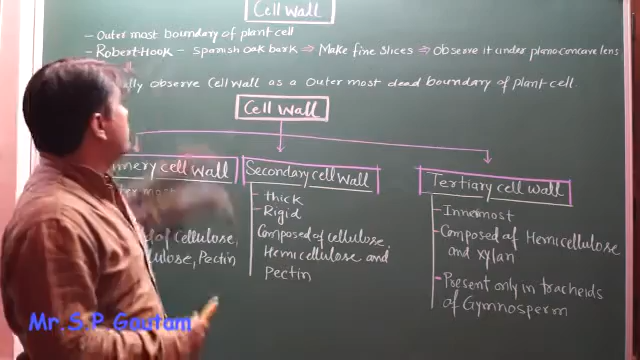 Cell Wall
- Outer most boundary of plant cell
- Robert Hook - Spanish oak bark ⇒ Make fine slices ⇒ Observe it under plano concave lens
observe Cell Wall as a Outer most dead boundary of plant cell.
Cell Wall
cell Wall
of Cellulose,
Pectin
Secondary cell Wall
- Thick
- Rigid
Composed of cellulose,
Hemicellulose and
Pectin
Tertiary cell Wall
- Innermost
- Composed of Hemicellulose
and xylan
- Present only in tracheids
of Gymnosperm
Mr.S.P Goutam